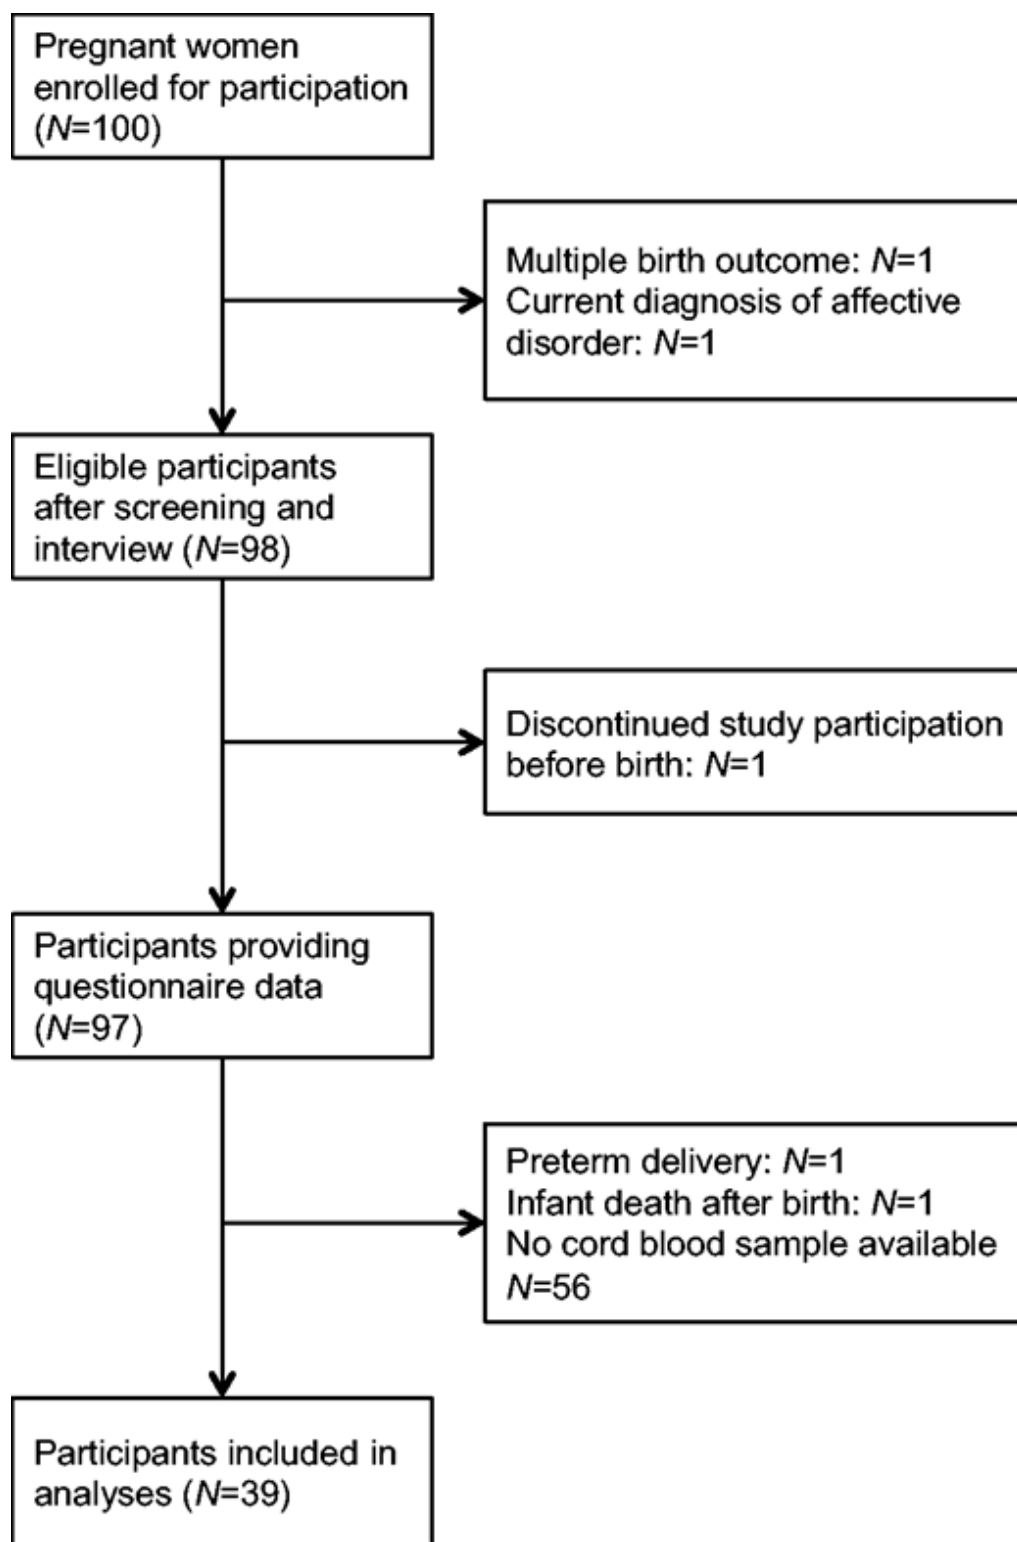 Pregnant women
enrolled for participation
(N=100)
Multiple birth outcome: N=1
Current diagnosis of affective
disorder: N=1
Eligible participants
after screening and
interview (N=98)
Discontinued study participation
before birth: N=1
Participants providing
questionnaire data
(N=97)
Preterm delivery: N=1
Infant death after birth: N=1
No cord blood sample available
N=56
Participants included in
analyses (N=39)